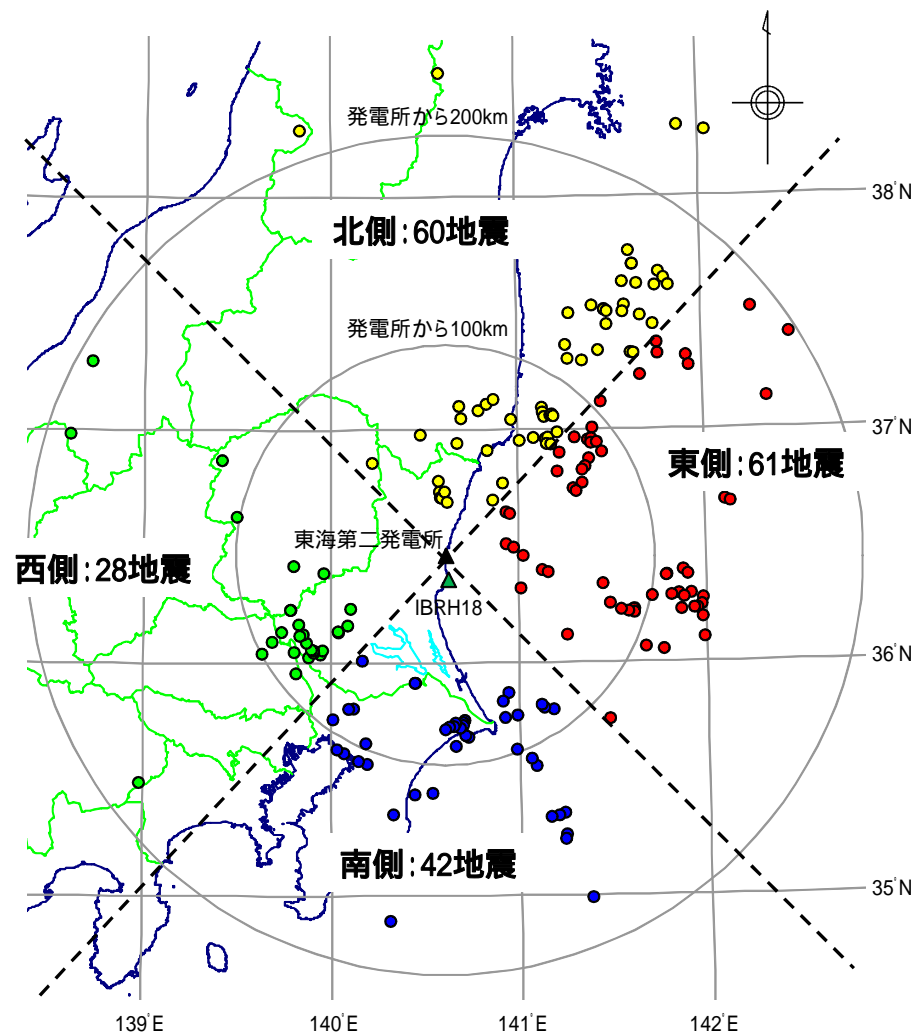 発電所から200km
38°N
北側:60地震
発電所から100km
37°N
東側:61地震
東海第二発電所
西側:28地震
IBRH18
36°N
南側:42地震
35°N
139°E
140°E
141°E
142°E